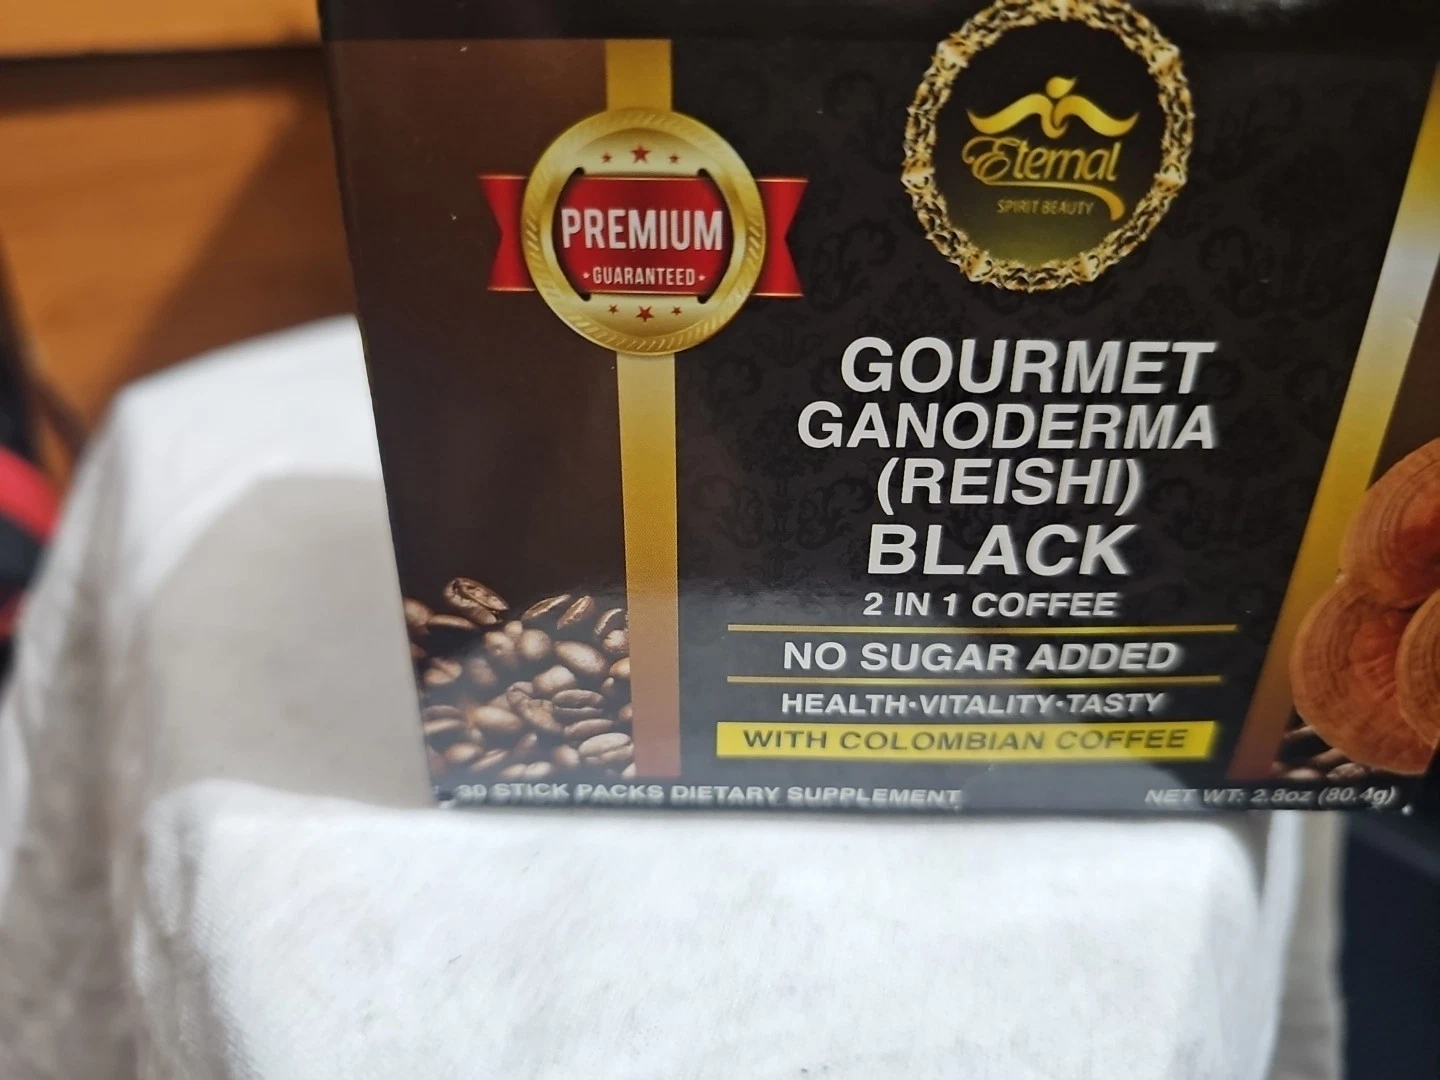 PREMIUM
GUARANTEED
Eternal
SPIRIT BEAUTY
GOURMET
GANODERMA
(REISHI)
BLACK
2 IN 1 COFFEE
NO SUGAR ADDED
HEALTH·VITALITY·TASTY
WITH COLOMBIAN COFFEE
30 STICK PACKS DIETARY SUPPLEMENT
NET WT: 2.8oz (80.4g)